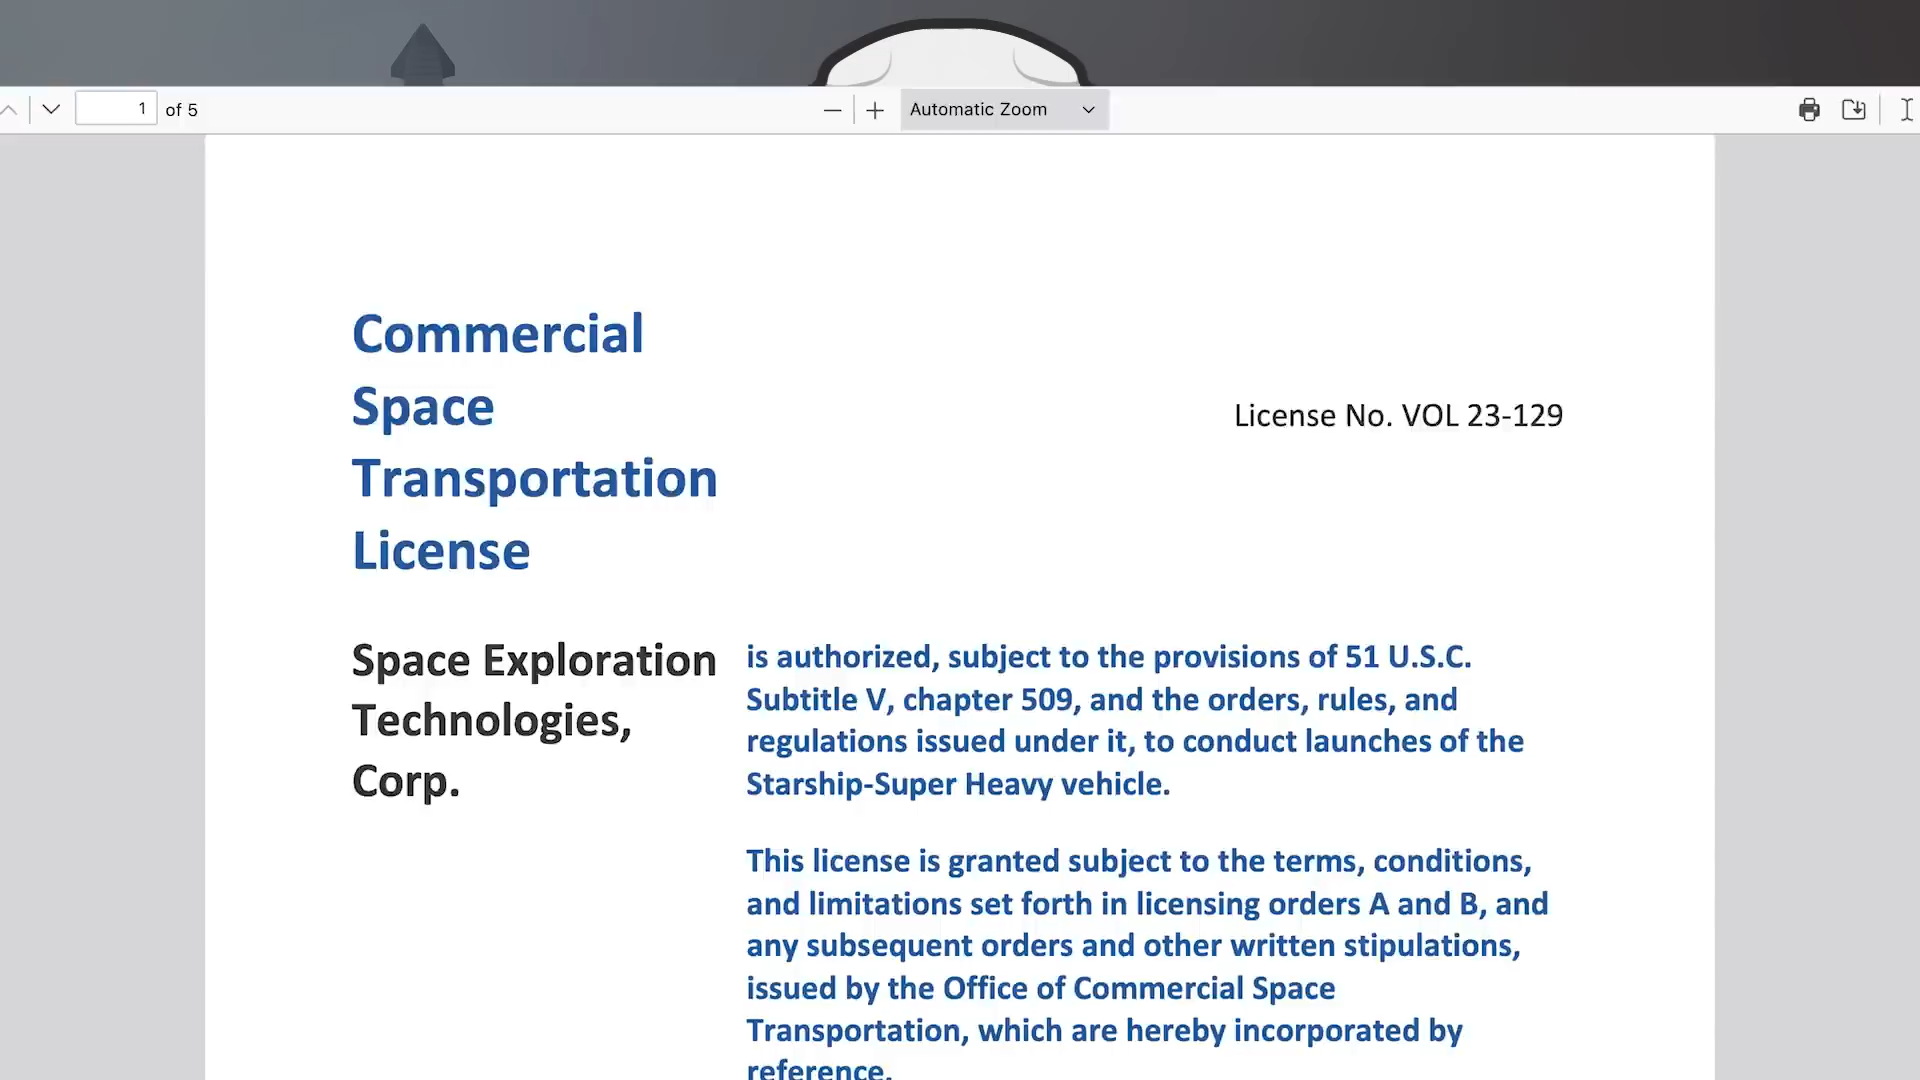 1 of 5
Automatic Zoom
Commercial
Space
Transportation
License
License No. VOL 23-129
Space Exploration
Technologies,
Corp.
is authorized, subject to the provisions of 51 U.S.C.
Subtitle V, chapter 509, and the orders, rules, and
regulations issued under it, to conduct launches of the
Starship-Super Heavy vehicle.
This license is granted subject to the terms, conditions,
and limitations set forth in licensing orders A and B, and
any subsequent orders and other written stipulations,
issued by the Office of Commercial Space
Transportation, which are hereby incorporated by
reference.